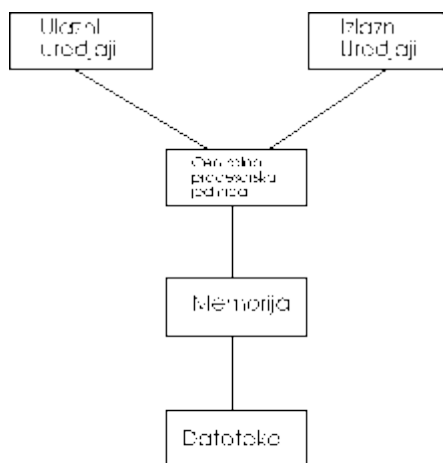 Ulazni
uredjaji
Izlazni
Uredjaji
Centralna
procesorska
jedinica
Memorija
Datoteke